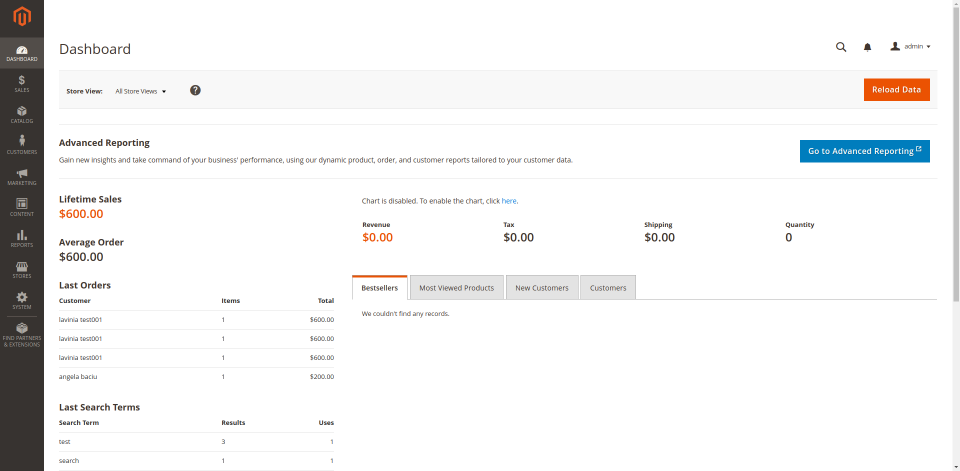 Dashboard
admin
DASHBOARD
SALES
CATALOG
CUSTOMERS
MARKETING
CONTENT
REPORTS
STORES
SYSTEM
FIND PARTNERS
& EXTENSIONS
Store View: All Store Views ?
Reload Data
Advanced Reporting
Gain new insights and take command of your business' performance, using our dynamic product, order, and customer reports tailored to your customer data.
Go to Advanced Reporting
Lifetime Sales
$600.00
Average Order
$600.00
Chart is disabled. To enable the chart, click here.
Revenue Tax Shipping Quantity
$0.00 $0.00 $0.00 0
Last Orders
Customer Items Total
lavinia test001 1 $600.00
lavinia test001 1 $600.00
lavinia test001 1 $600.00
angela baciu 1 $200.00
Bestsellers Most Viewed Products New Customers Customers
We couldn't find any records.
Last Search Terms
Search Term Results Uses
test 3 1
search 1 1